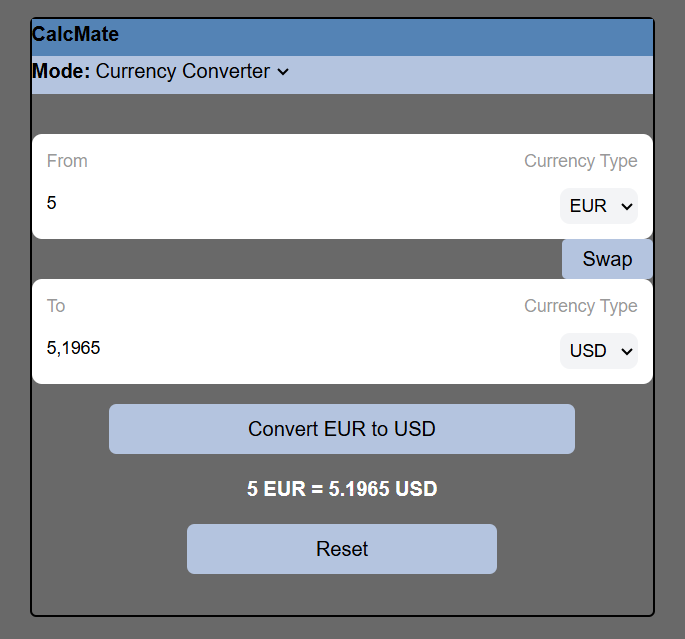 CalcMate
Mode: Currency Converter
From Currency Type
5 EUR
Swap
To Currency Type
5,1965 USD
Convert EUR to USD
5 EUR = 5.1965 USD
Reset